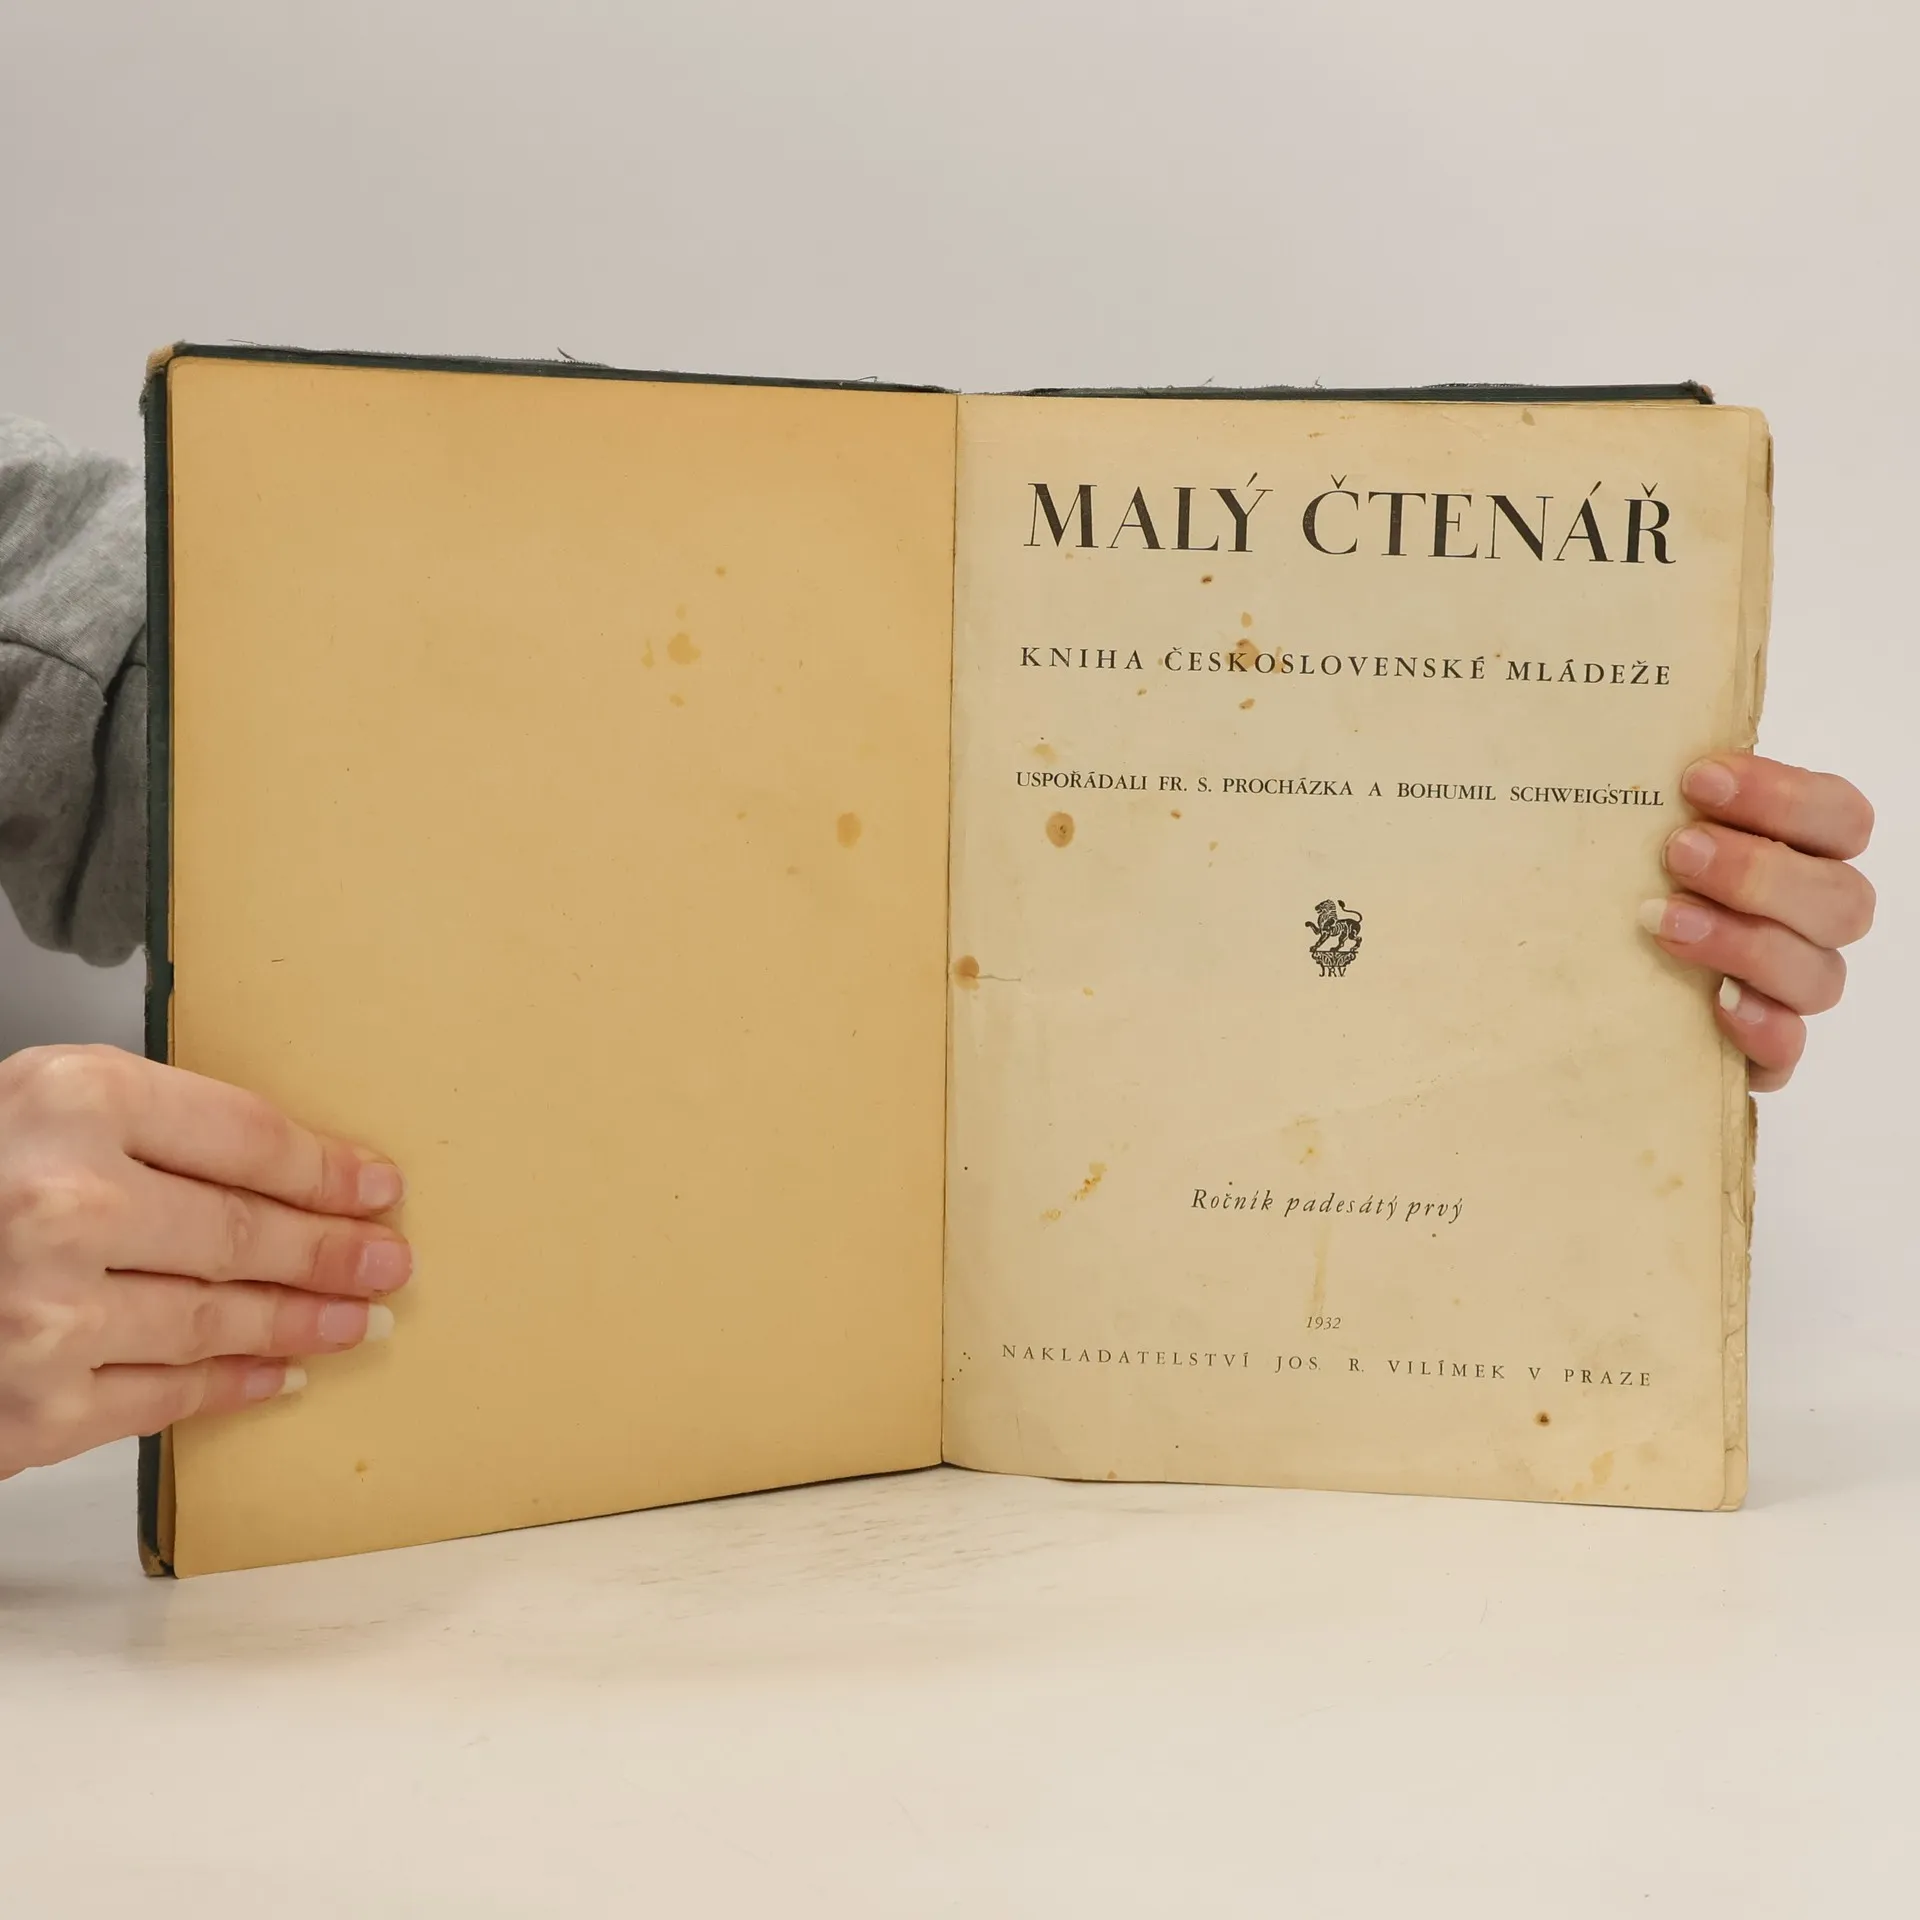 MALÝ ČTENÁŘ
KNIHA ČESKOSLOVENSKÉ MLÁDEŽE
USPOŘÁDALI FR. S. PROCHÁZKA A BOHUMIL SCHWEIGSTILL
JRV
Ročník padesátý prvý
1932
NAKLADATELSTVÍ JOS. R. VILÍMEK V PRAZE